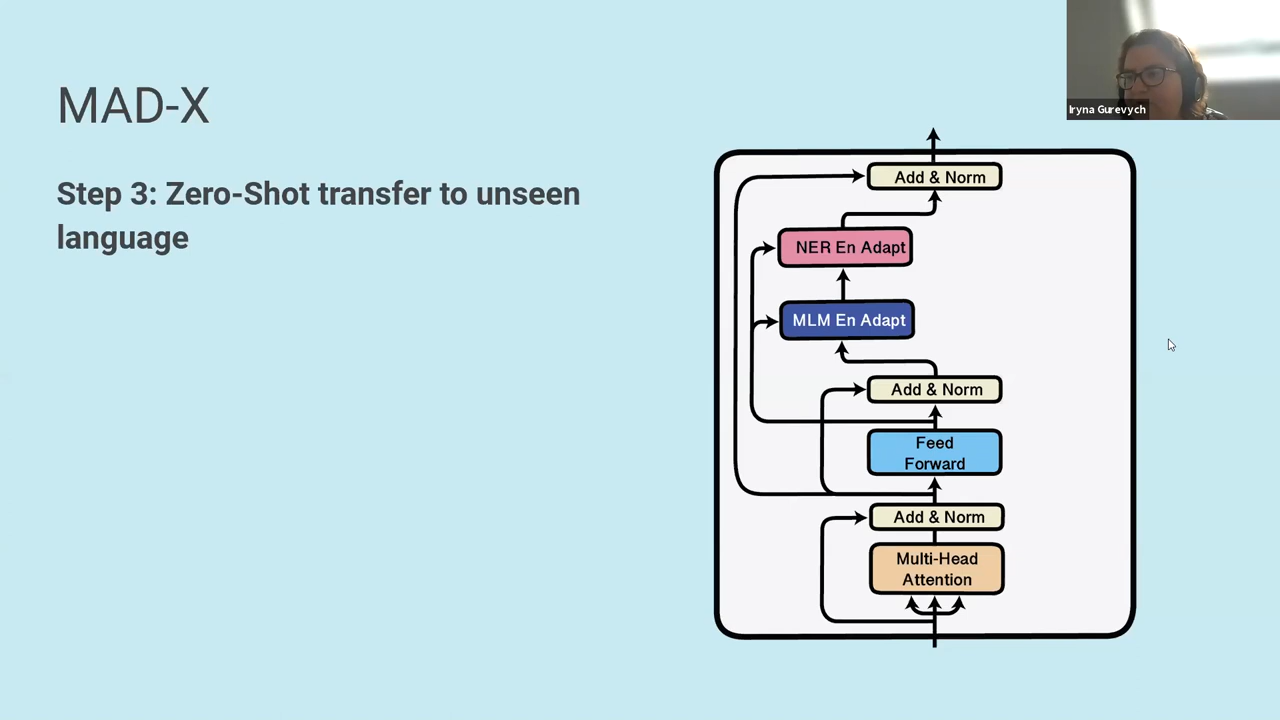 MAD-X
Step 3: Zero-Shot transfer to unseen
language
Iryna Gurevych
Add & Norm
NER En Adapt
MLM En Adapt
Add & Norm
Feed
Forward
Add & Norm
Multi-Head
Attention